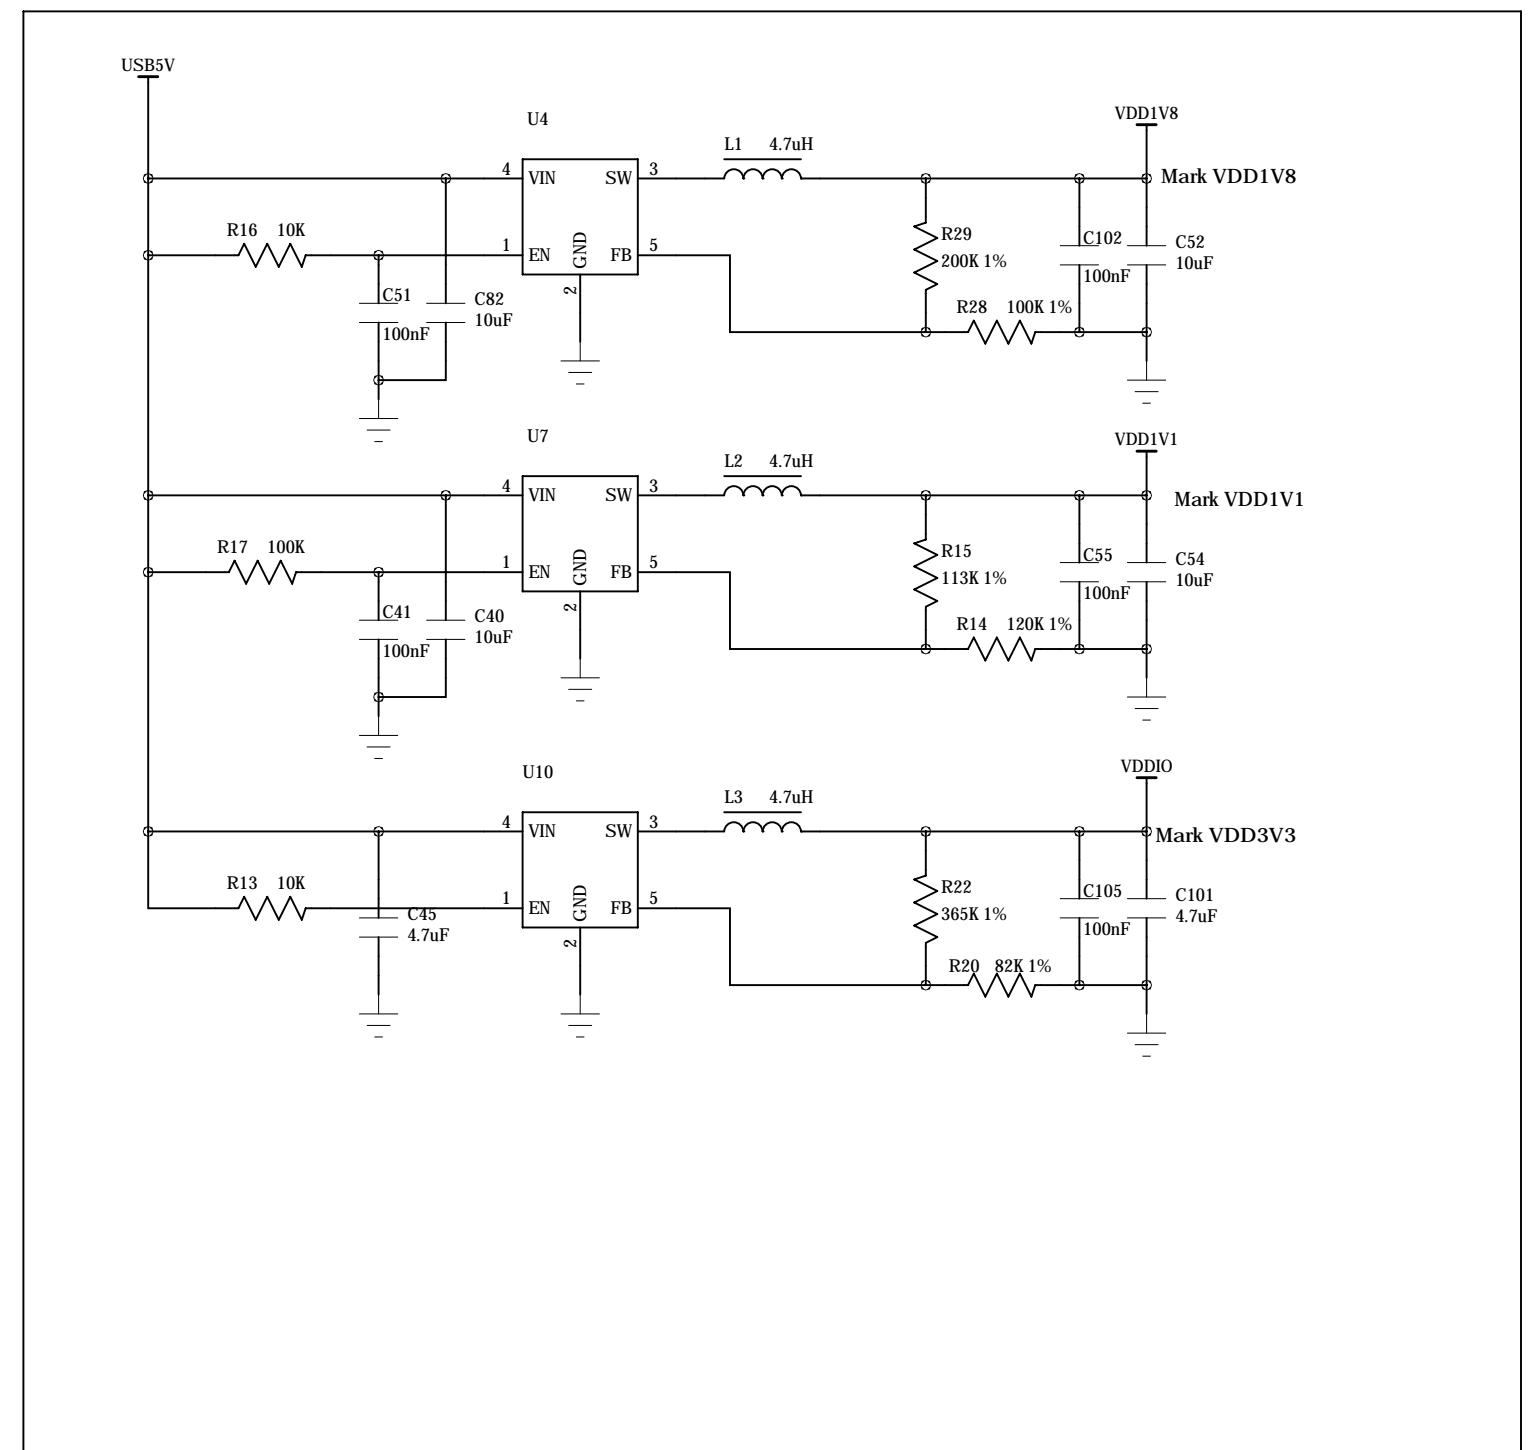 USB5V
U4
L1 4.7uH
VDD1V8
4 VIN SW 3
Mark VDD1V8
R16 10K
1 EN GND FB 5
2
C51
100nF
C82
10uF
R29
200K 1%
C102
100nF
C52
10uF
R28 100K 1%
U7
L2 4.7uH
VDD1V1
4 VIN SW 3
Mark VDD1V1
R17 100K
1 EN GND FB 5
2
C41
100nF
C40
10uF
R15
113K 1%
C55
100nF
C54
10uF
R14 120K 1%
U10
L3 4.7uH
VDDIO
4 VIN SW 3
Mark VDD3V3
R13 10K
1 EN GND FB 5
2
C45
4.7uF
R22
365K 1%
C105
100nF
C101
4.7uF
R20 82K 1%